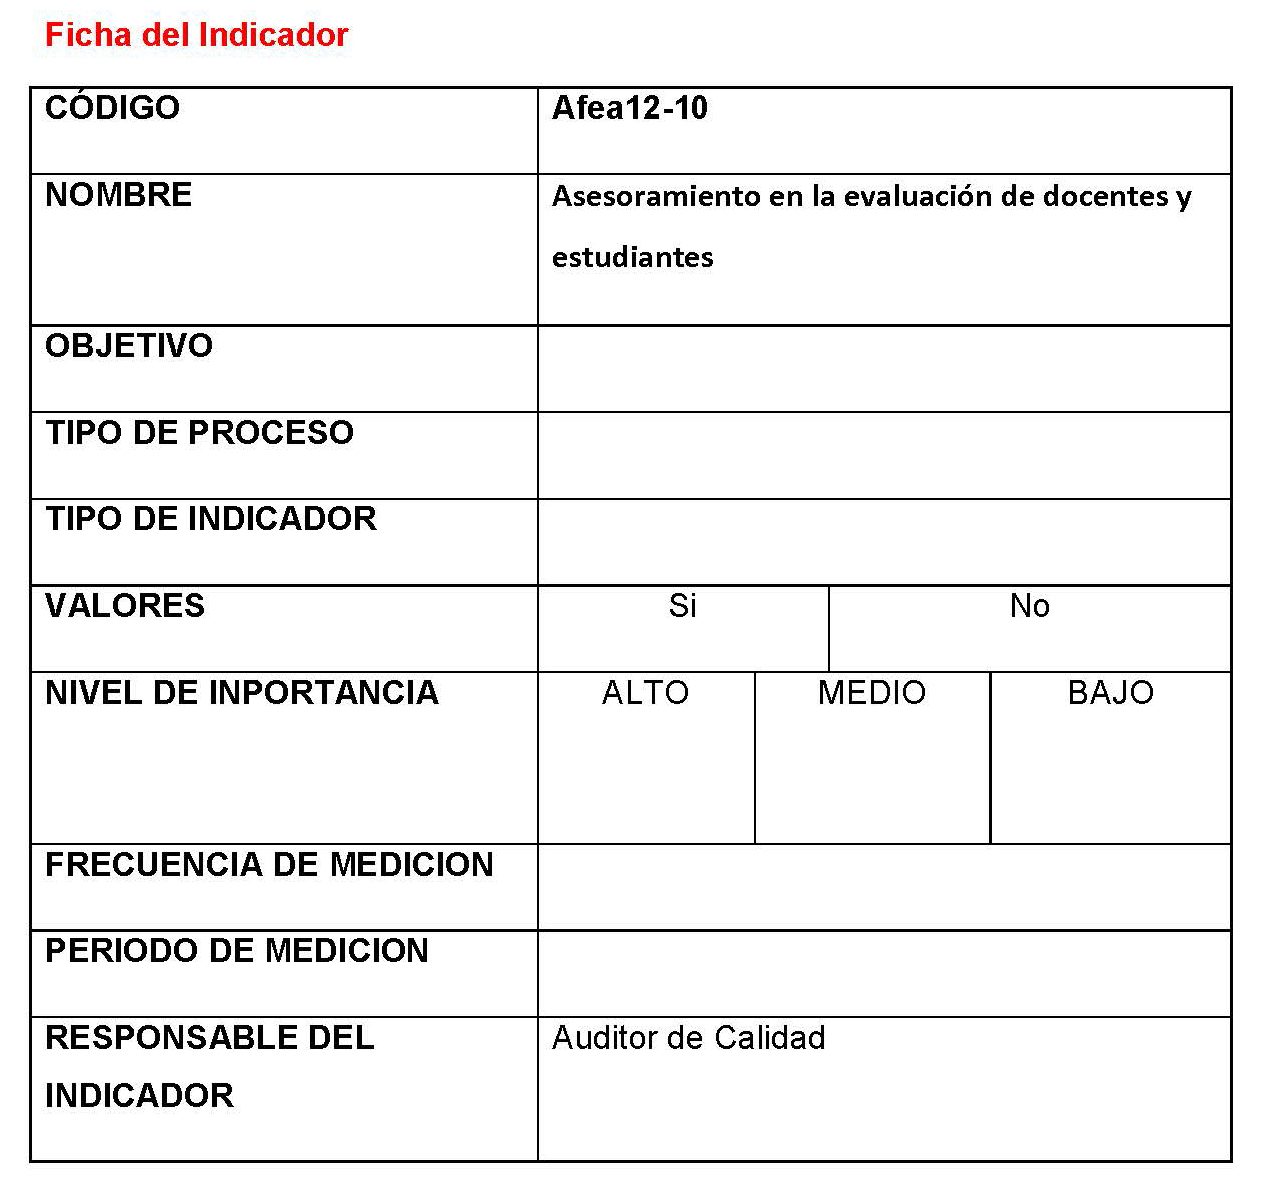 Ficha del Indicador
CÓDIGO Afea12-10
NOMBRE Asesoramiento en la evaluación de docentes y
estudiantes
OBJETIVO
TIPO DE PROCESO
TIPO DE INDICADOR
VALORES Si No
NIVEL DE INPORTANCIA ALTO MEDIO BAJO
FRECUENCIA DE MEDICION
PERIODO DE MEDICION
RESPONSABLE DEL Auditor de Calidad
INDICADOR